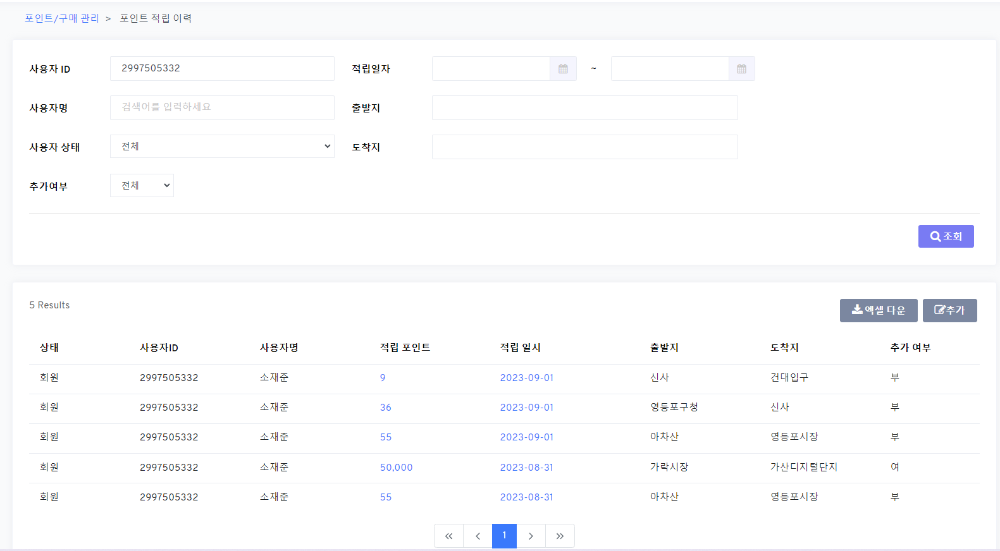 포인트/구매 관리 > 포인트 적립 이력
사용자 ID 2997505332 적립일자 ~
사용자명 검색어를 입력하세요 출발지
사용자 상태 전체 도착지
추가여부 전체
조회
5 Results 엑셀 다운 추가
상태 사용자ID 사용자명 적립 포인트 적립 일시 출발지 도착지 추가 여부
회원 2997505332 소재준 9 2023-09-01 신사 건대입구 부
회원 2997505332 소재준 36 2023-09-01 영등포구청 신사 부
회원 2997505332 소재준 55 2023-09-01 아차산 영등포시장 부
회원 2997505332 소재준 50,000 2023-08-31 가락시장 가산디지털단지 여
회원 2997505332 소재준 55 2023-08-31 아차산 영등포시장 부
« ‹ 1 › »